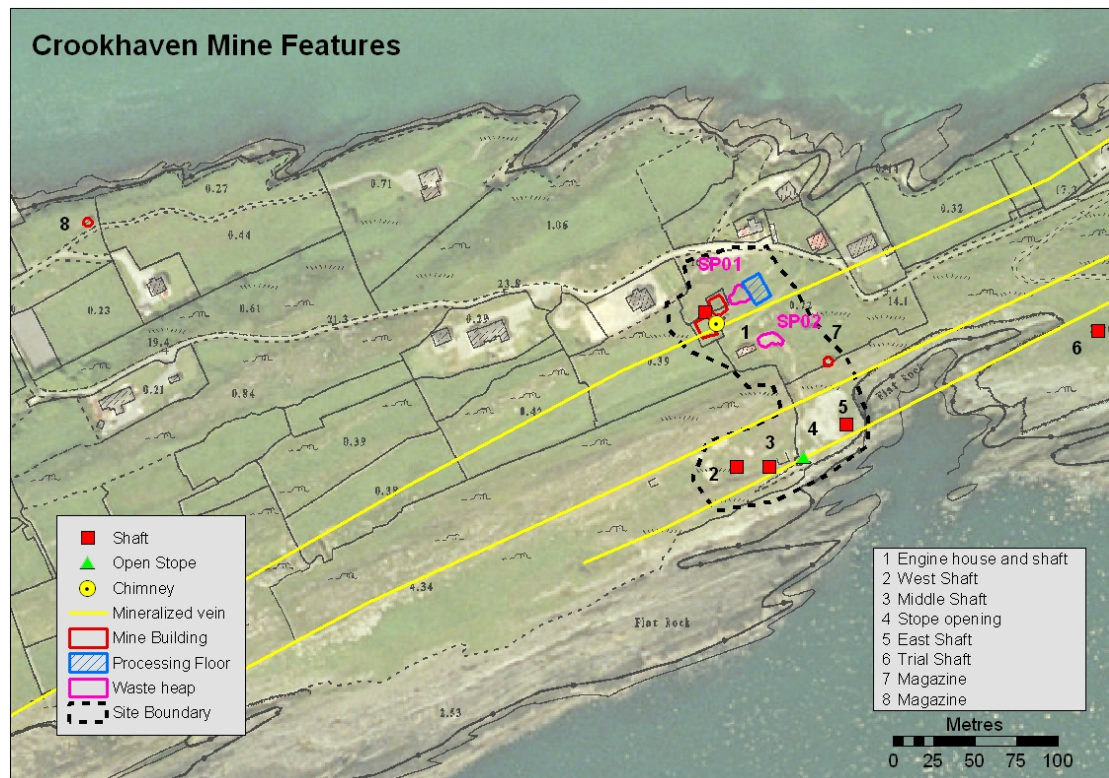 Crookhaven Mine Features
0.27
0.71
8
0.44
1.06
0.32
17.2
SP01
23.8
0.23
0.61
21.3
0.29
14.1
SP02
1
7
6
19.4
0.39
0.21
0.84
0.42
Flat Rock
5
0.39
3
4
2
0.38
4.34
Flat Rock
2.53
Shaft
Open Stope
Chimney
Mineralized vein
Mine Building
Processing Floor
Waste heap
Site Boundary
1 Engine house and shaft
2 West Shaft
3 Middle Shaft
4 Stope opening
5 East Shaft
6 Trial Shaft
7 Magazine
8 Magazine
Metres
0 25 50 75 100